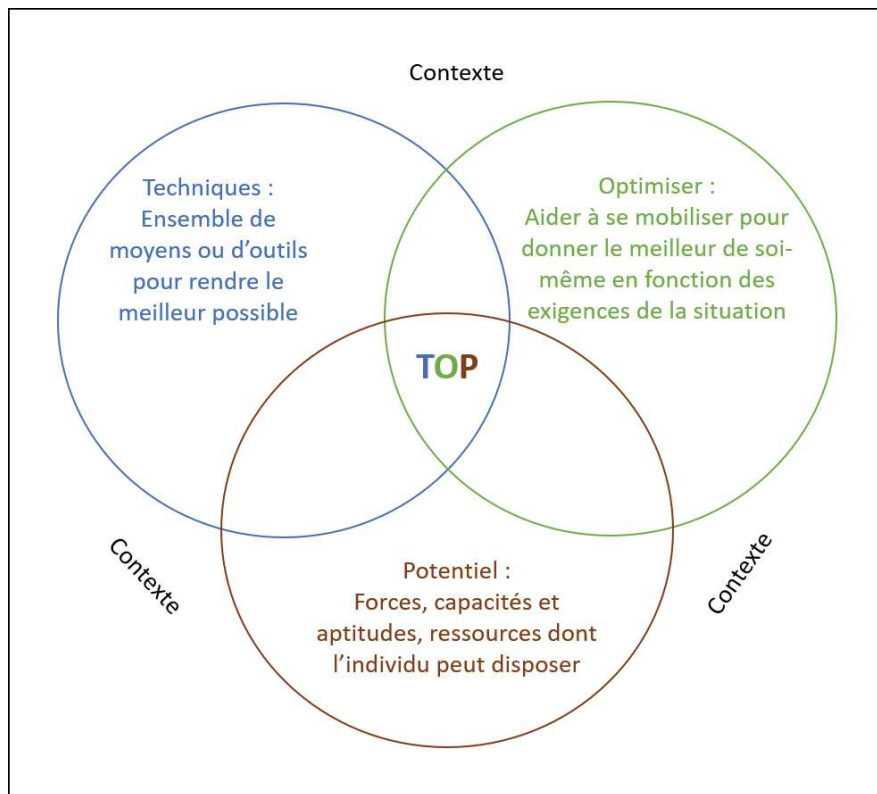 Contexte
Techniques :
Ensemble de
moyens ou d’outils
pour rendre le
meilleur possible
Optimiser :
Aider à se mobiliser pour
donner le meilleur de soi-
même en fonction des
exigences de la situation
TOP
Contexte
Contexte
Potentiel :
Forces, capacités et
aptitudes, ressources dont
l’individu peut disposer